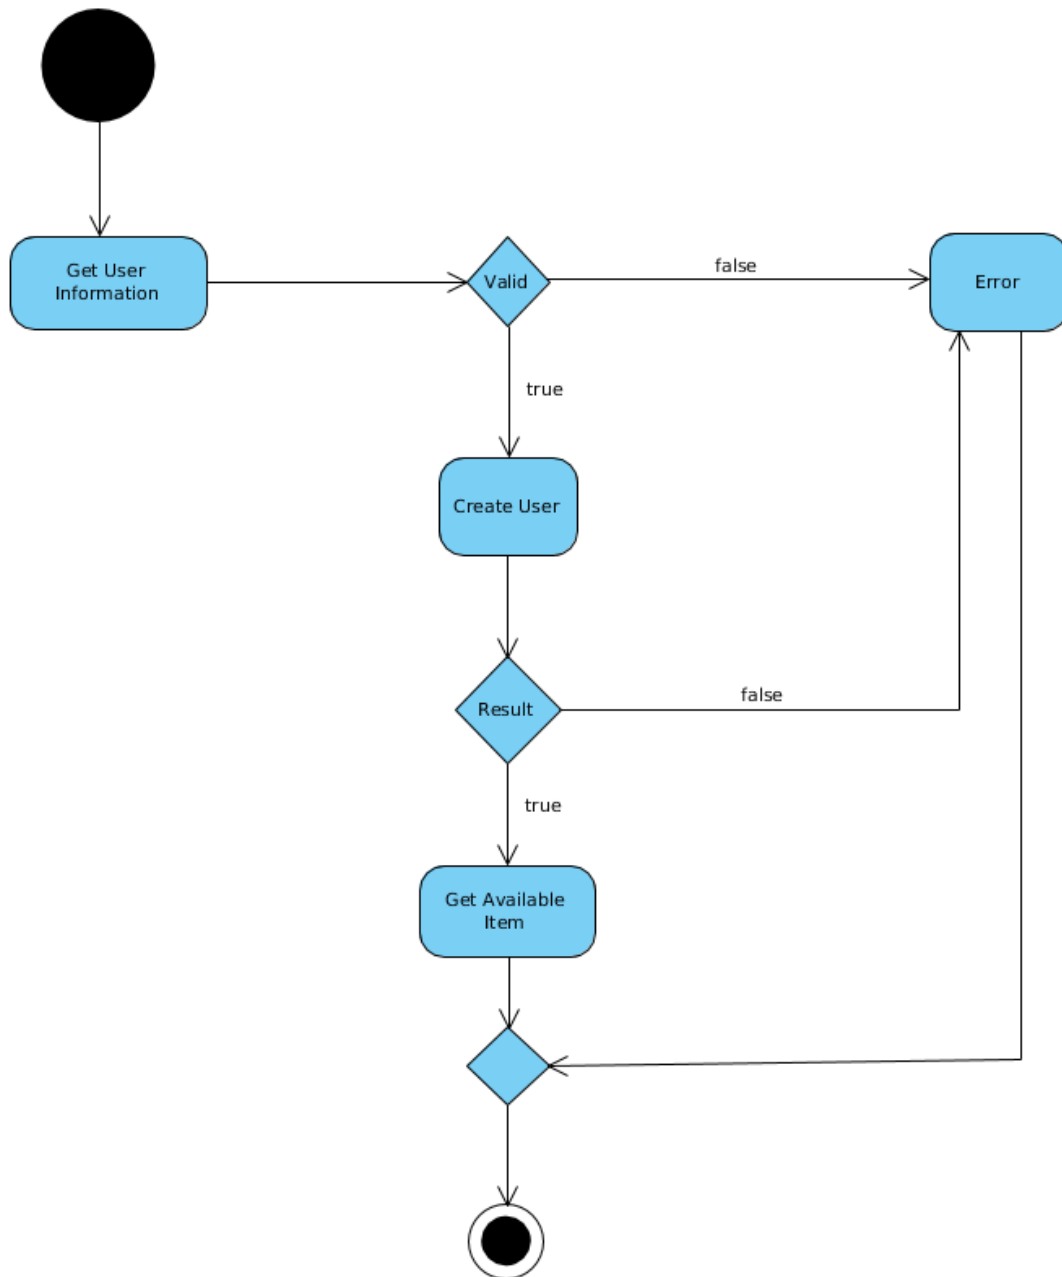 Get User
Information
Valid
false
Error
true
Create User
Result
false
true
Get Available
Item